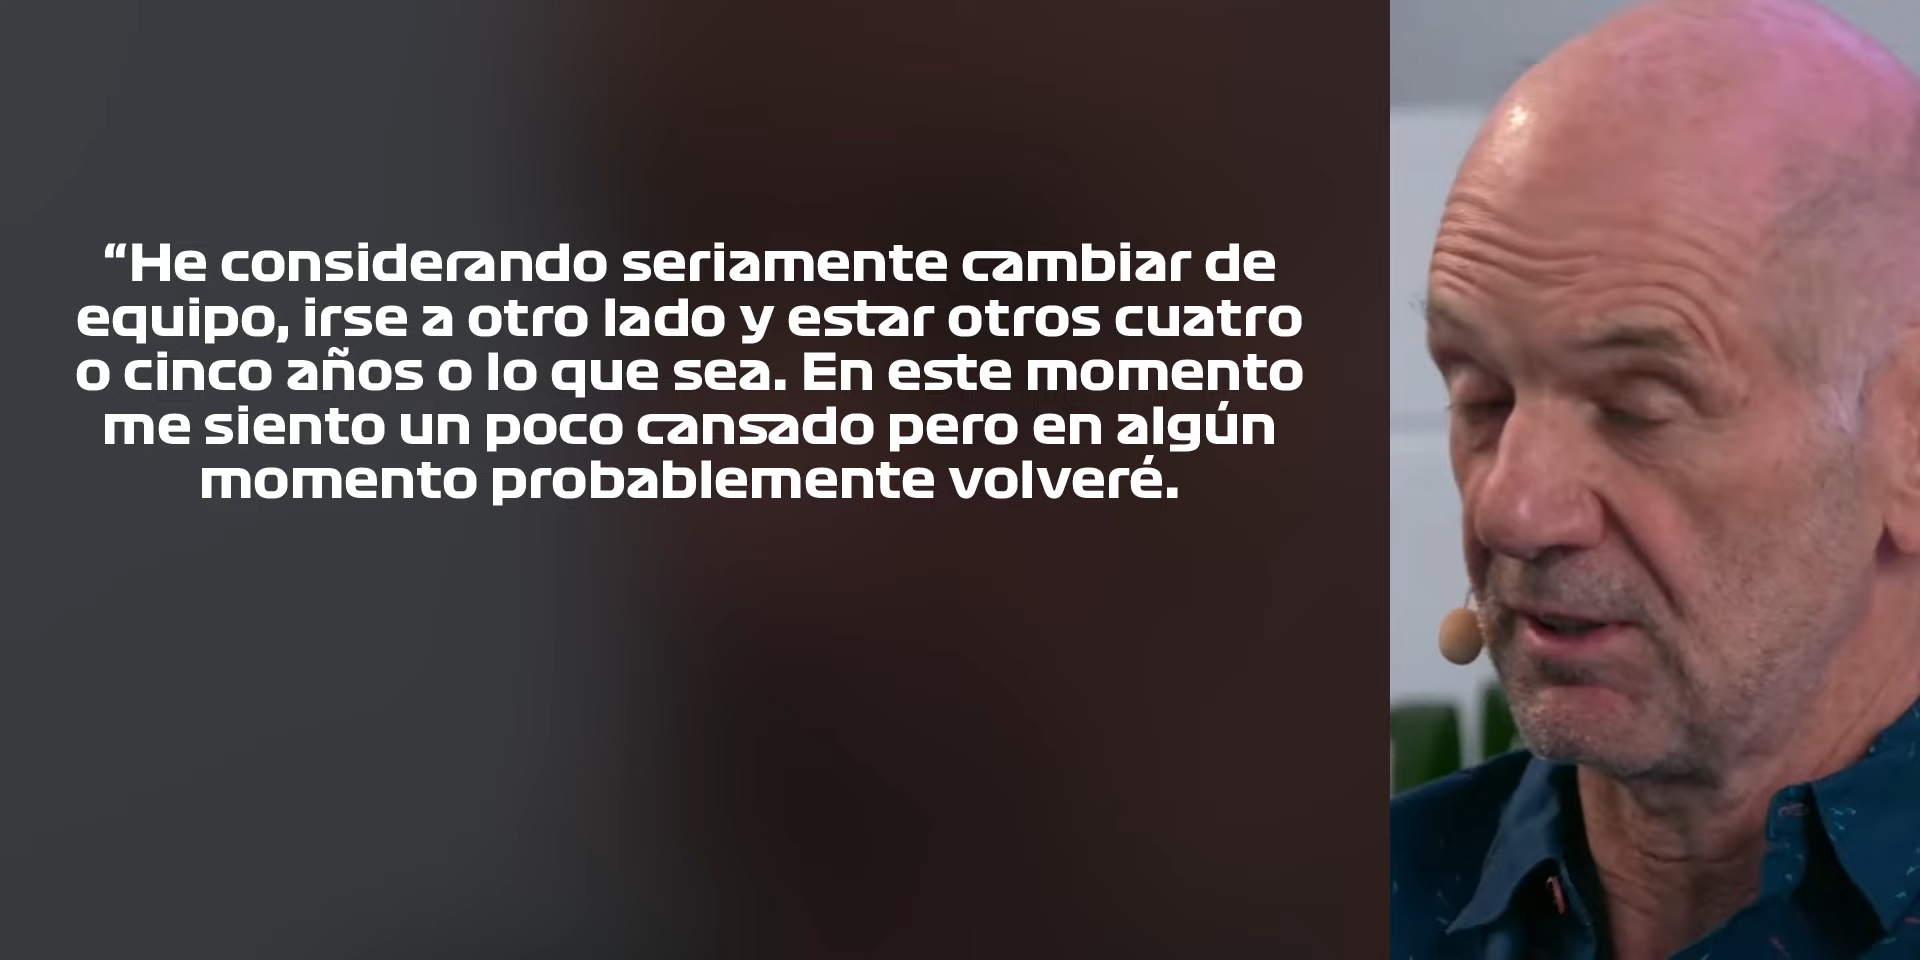 “He considerando seriamente cambiar de
equipo, irse a otro lado y estar otros cuatro
o cinco años o lo que sea. En este momento
me siento un poco cansado pero en algún
momento probablemente volveré.